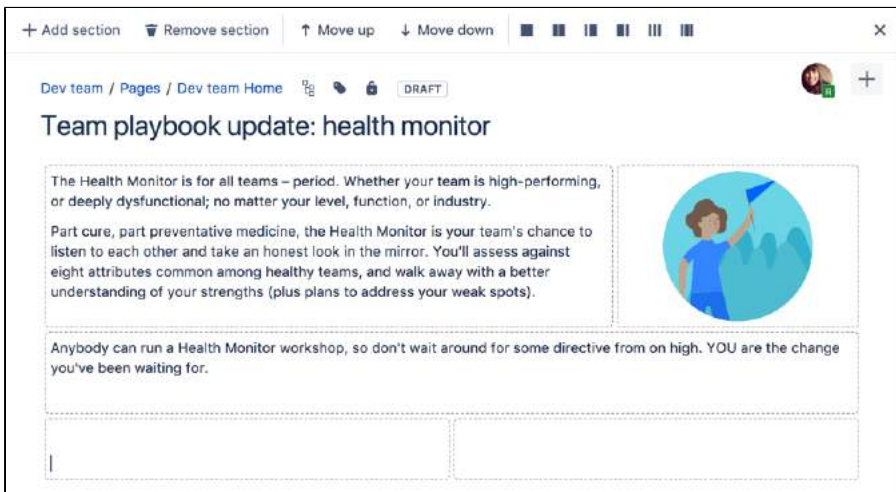 Add section Remove section Move up Move down
Dev team / Pages / Dev team Home DRAFT
R
Team playbook update: health monitor
The Health Monitor is for all teams – period. Whether your team is high-performing,
or deeply dysfunctional; no matter your level, function, or industry.
Part cure, part preventative medicine, the Health Monitor is your team's chance to
listen to each other and take an honest look in the mirror. You'll assess against
eight attributes common among healthy teams, and walk away with a better
understanding of your strengths (plus plans to address your weak spots).
Anybody can run a Health Monitor workshop, so don't wait around for some directive from on high. YOU are the change
you've been waiting for.